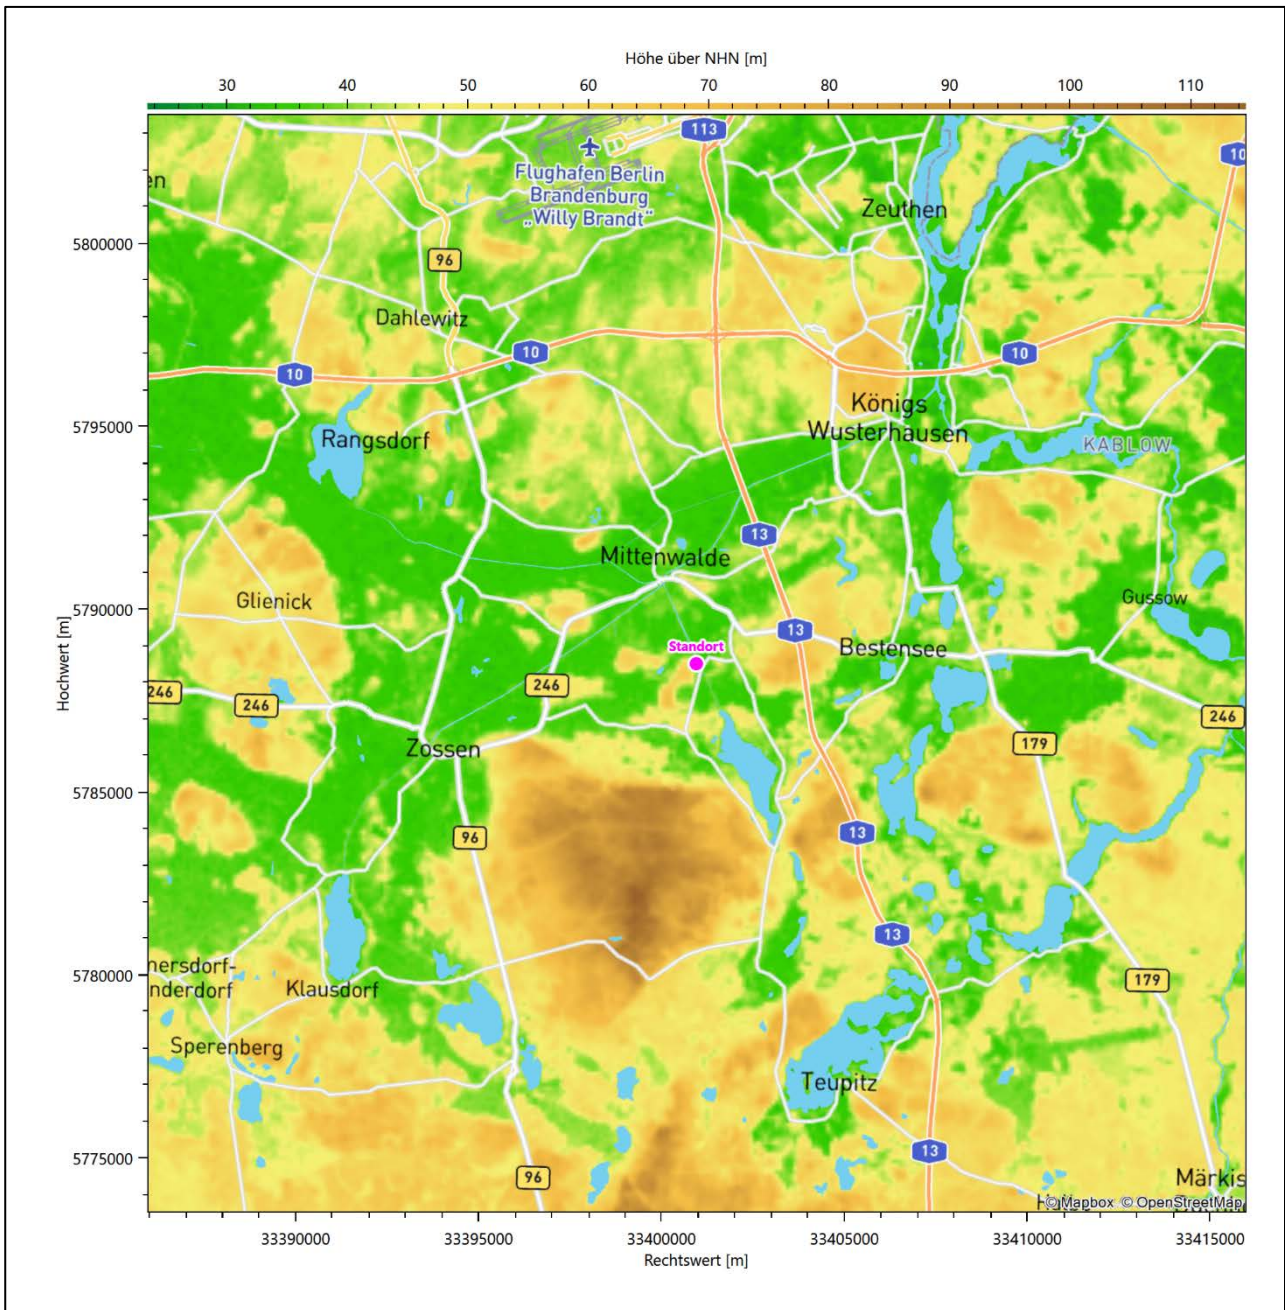 Höhe über NHN [m]
30 40 50 60 70 80 90 100 110
113
10
Flughafen Berlin
Brandenburg
„Willy Brandt“
en
Zeuthen
5800000
96
Dahlewitz
10
10
10
Königs
Wusterhausen
5795000
Rangsdorf
KABLOW
13
Mittenwalde
5790000
Glienick
Gussow
13
Standort
Bestensee
Hochwert [m]
246
246
246
246
Zossen
179
5785000
96
13
13
5780000
nersdorf-
nderdorf
Klausdorf
179
Sperenberg
Teupitz
5775000
13
96
Märkis
© Mapbox © OpenStreetMap
33390000 33395000 33400000 33405000 33410000 33415000
Rechtswert [m]